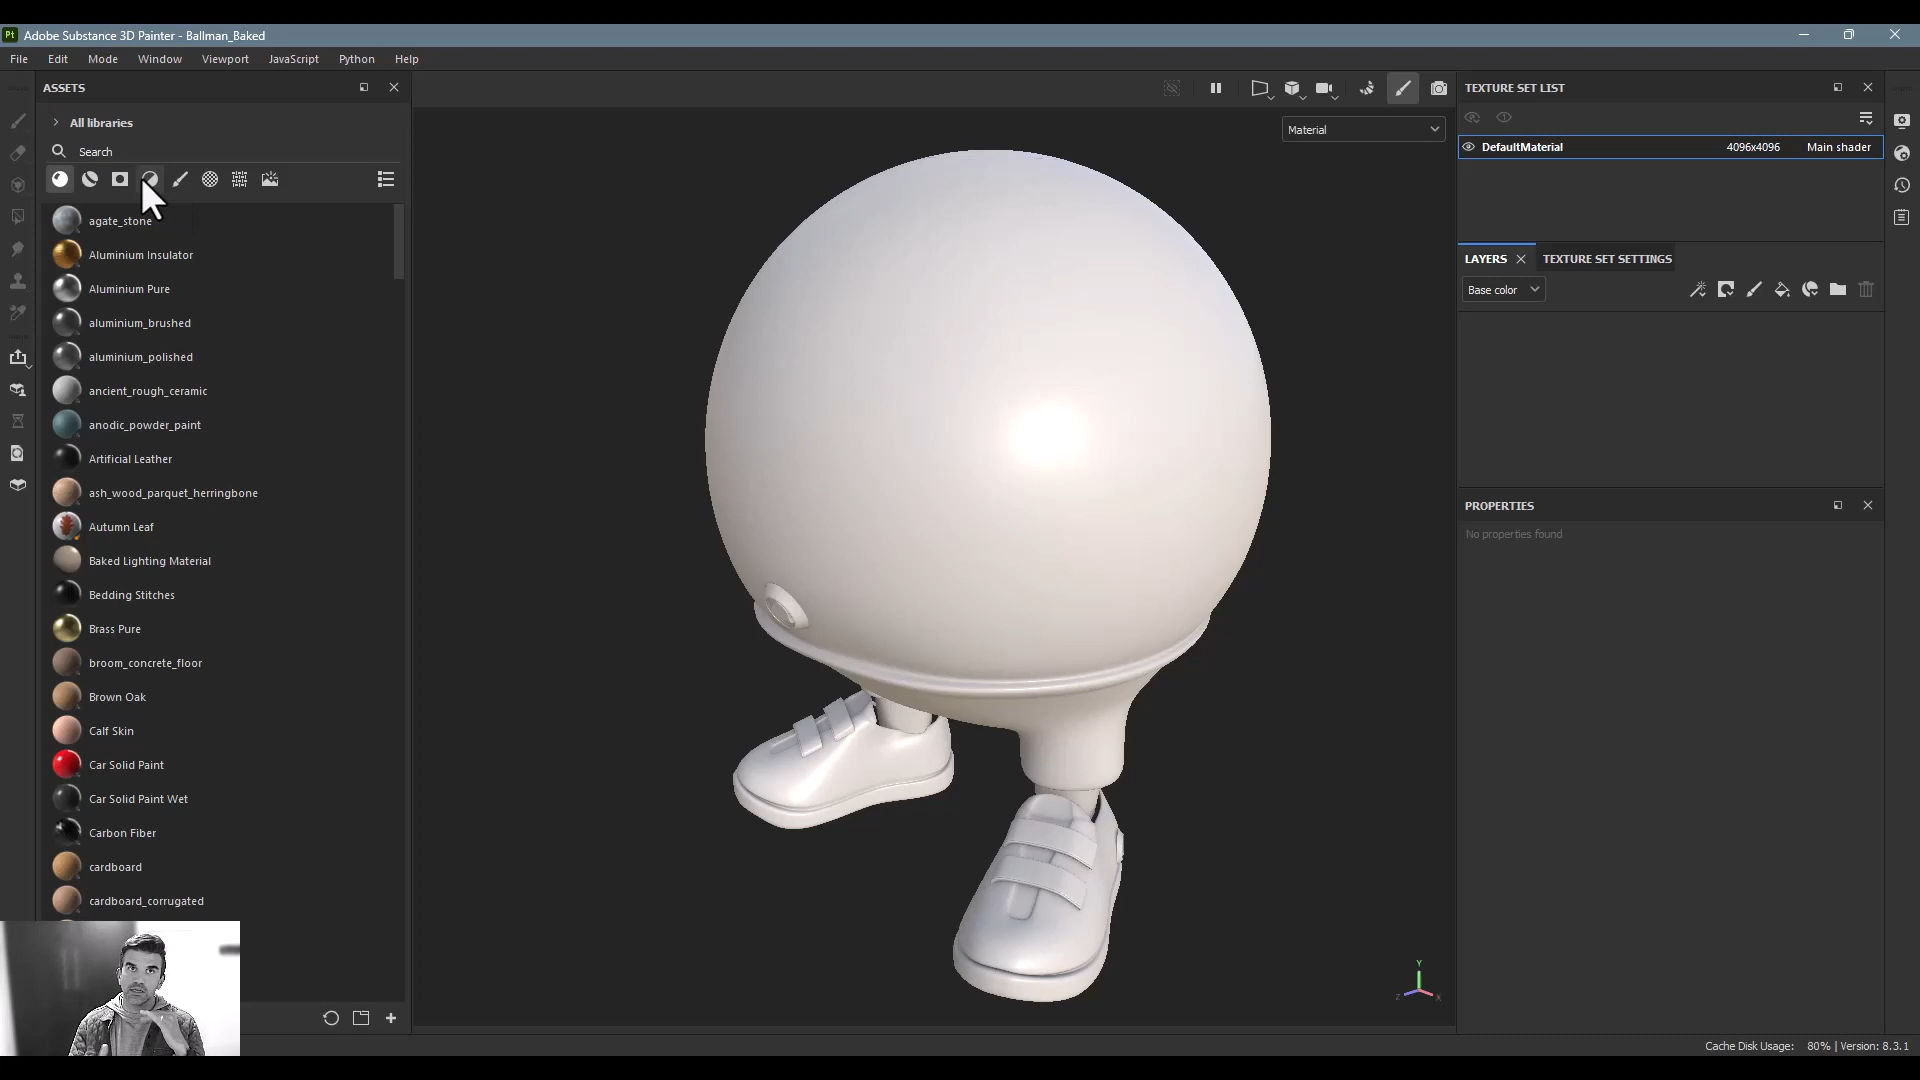 Pt Adobe Substance 3D Painter - Ballman_Baked
File Edit Mode Window Viewport JavaScript Python Help
ASSETS
All libraries
Search
agate_stone
Aluminium Insulator
Aluminium Pure
aluminium_brushed
aluminium_polished
ancient_rough_ceramic
anodic_powder_paint
Artificial Leather
ash_wood_parquet_herringbone
Autumn Leaf
Baked Lighting Material
Bedding Stitches
Brass Pure
broom_concrete_floor
Brown Oak
Calf Skin
Car Solid Paint
Car Solid Paint Wet
Carbon Fiber
cardboard
cardboard_corrugated
Material
Y
Z X
TEXTURE SET LIST
DefaultMaterial 4096x4096 Main shader
LAYERS TEXTURE SET SETTINGS
Base color
PROPERTIES
No properties found
Cache Disk Usage: 80% | Version: 8.3.1